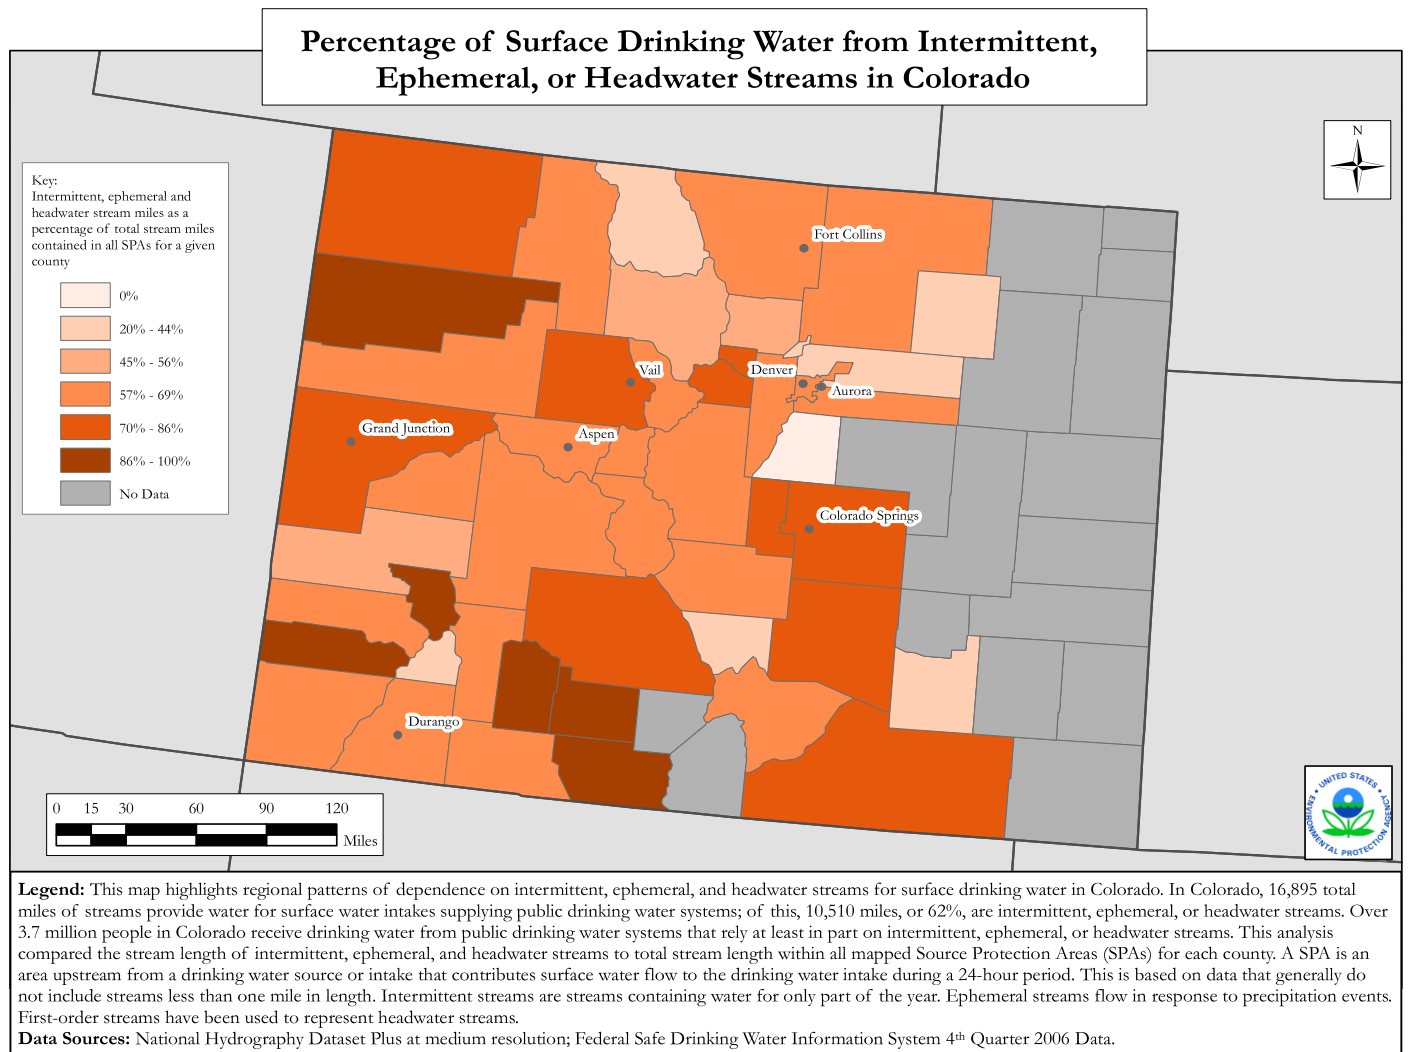 Percentage of Surface Drinking Water from Intermittent,
Ephemeral, or Headwater Streams in Colorado
N
Key:
Intermittent, ephemeral and
headwater stream miles as a
percentage of total stream miles
contained in all SPAs for a given
county
0%
20% - 44%
45% - 56%
57% - 69%
70% - 86%
86% - 100%
No Data
Fort Collins
Vail
Denver
Aurora
Grand Junction
Aspen
Colorado Springs
Durango
0 15 30 60 90 120
Miles
UNITED STATES
ENVIRONMENTAL PROTECTION AGENCY
Legend: This map highlights regional patterns of dependence on intermittent, ephemeral, and headwater streams for surface drinking water in Colorado. In Colorado, 16,895 total
miles of streams provide water for surface water intakes supplying public drinking water systems; of this, 10,510 miles, or 62%, are intermittent, ephemeral, or headwater streams. Over
3.7 million people in Colorado receive drinking water from public drinking water systems that rely at least in part on intermittent, ephemeral, or headwater streams. This analysis
compared the stream length of intermittent, ephemeral, and headwater streams to total stream length within all mapped Source Protection Areas (SPAs) for each county. A SPA is an
area upstream from a drinking water source or intake that contributes surface water flow to the drinking water intake during a 24-hour period. This is based on data that generally do
not include streams less than one mile in length. Intermittent streams are streams containing water for only part of the year. Ephemeral streams flow in response to precipitation events.
First-order streams have been used to represent headwater streams.
Data Sources: National Hydrography Dataset Plus at medium resolution; Federal Safe Drinking Water Information System 4th Quarter 2006 Data.